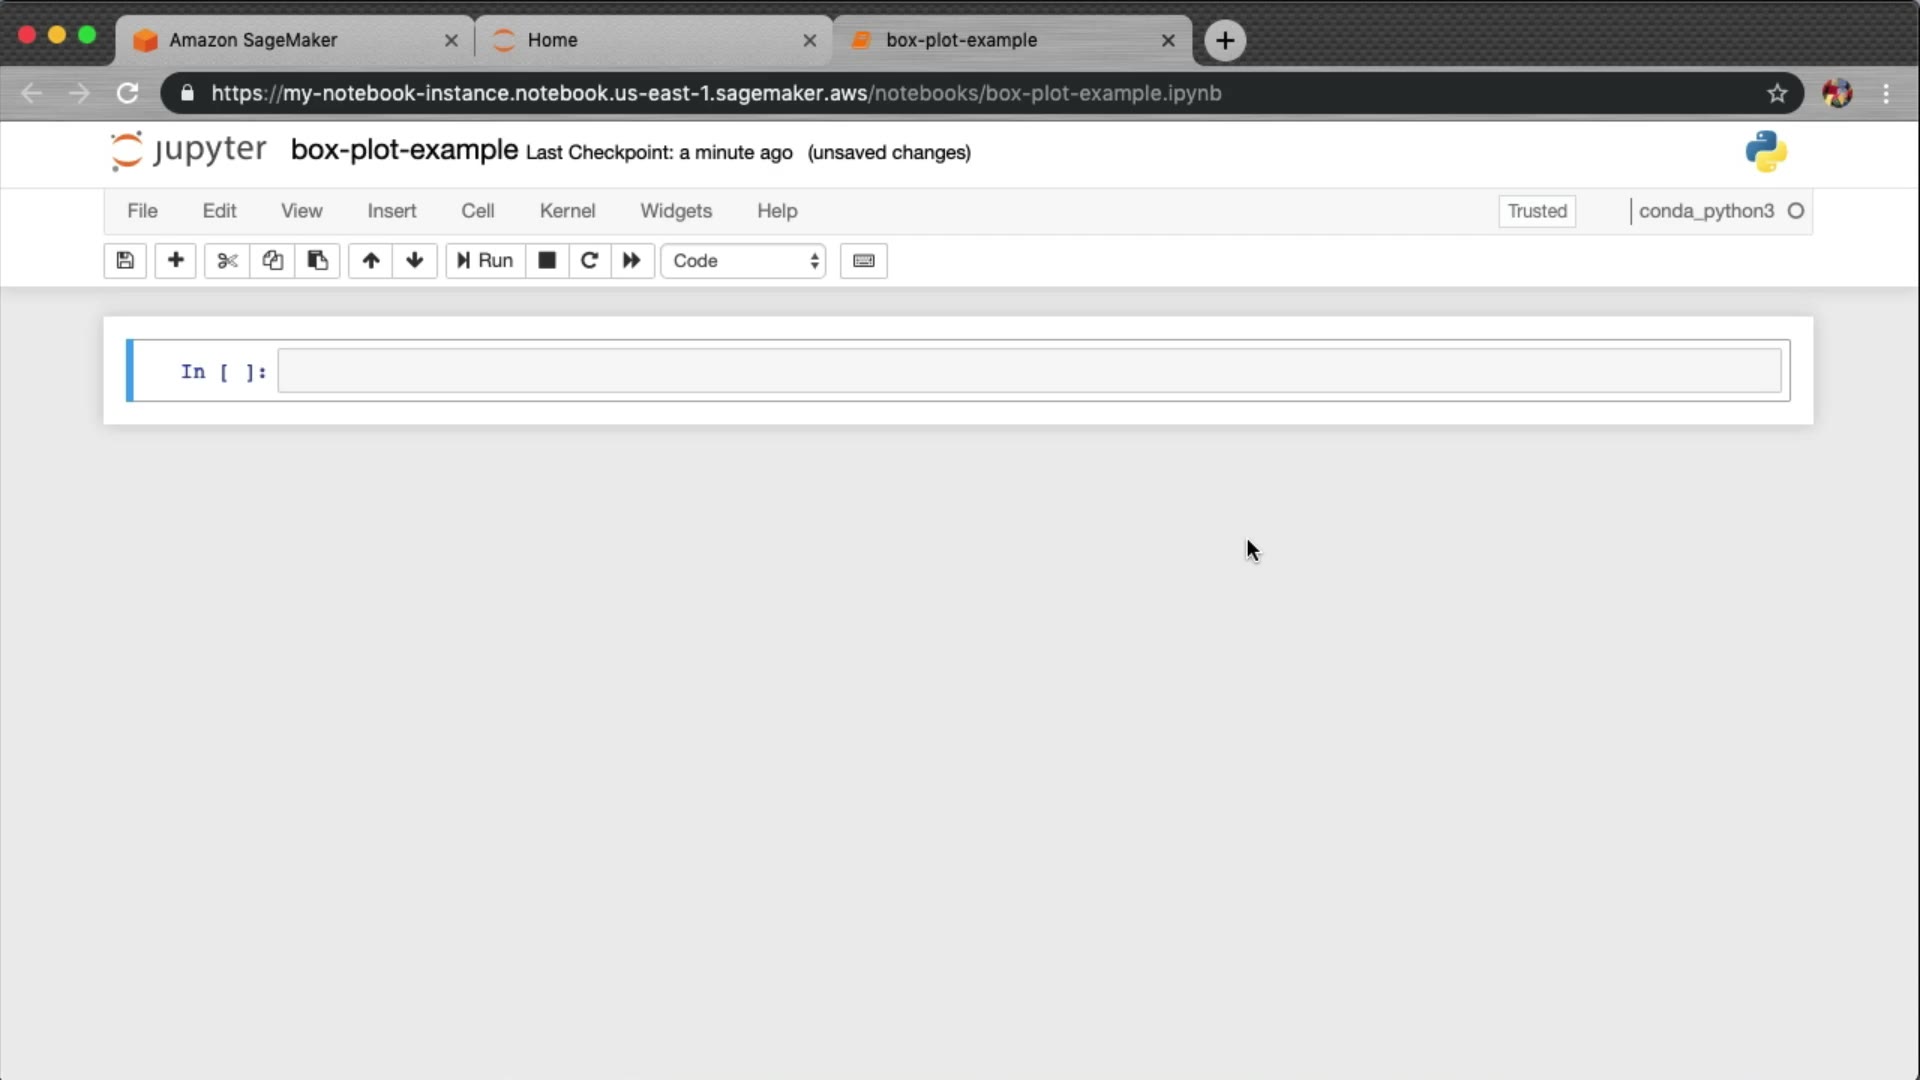 Amazon SageMaker
Home
box-plot-example
https://my-notebook-instance.notebook.us-east-1.sagemaker.aws/notebooks/box-plot-example.ipynb
jupyter box-plot-example Last Checkpoint: a minute ago (unsaved changes)
File Edit View Insert Cell Kernel Widgets Help Trusted conda_python3
Run Code
In [ ]: